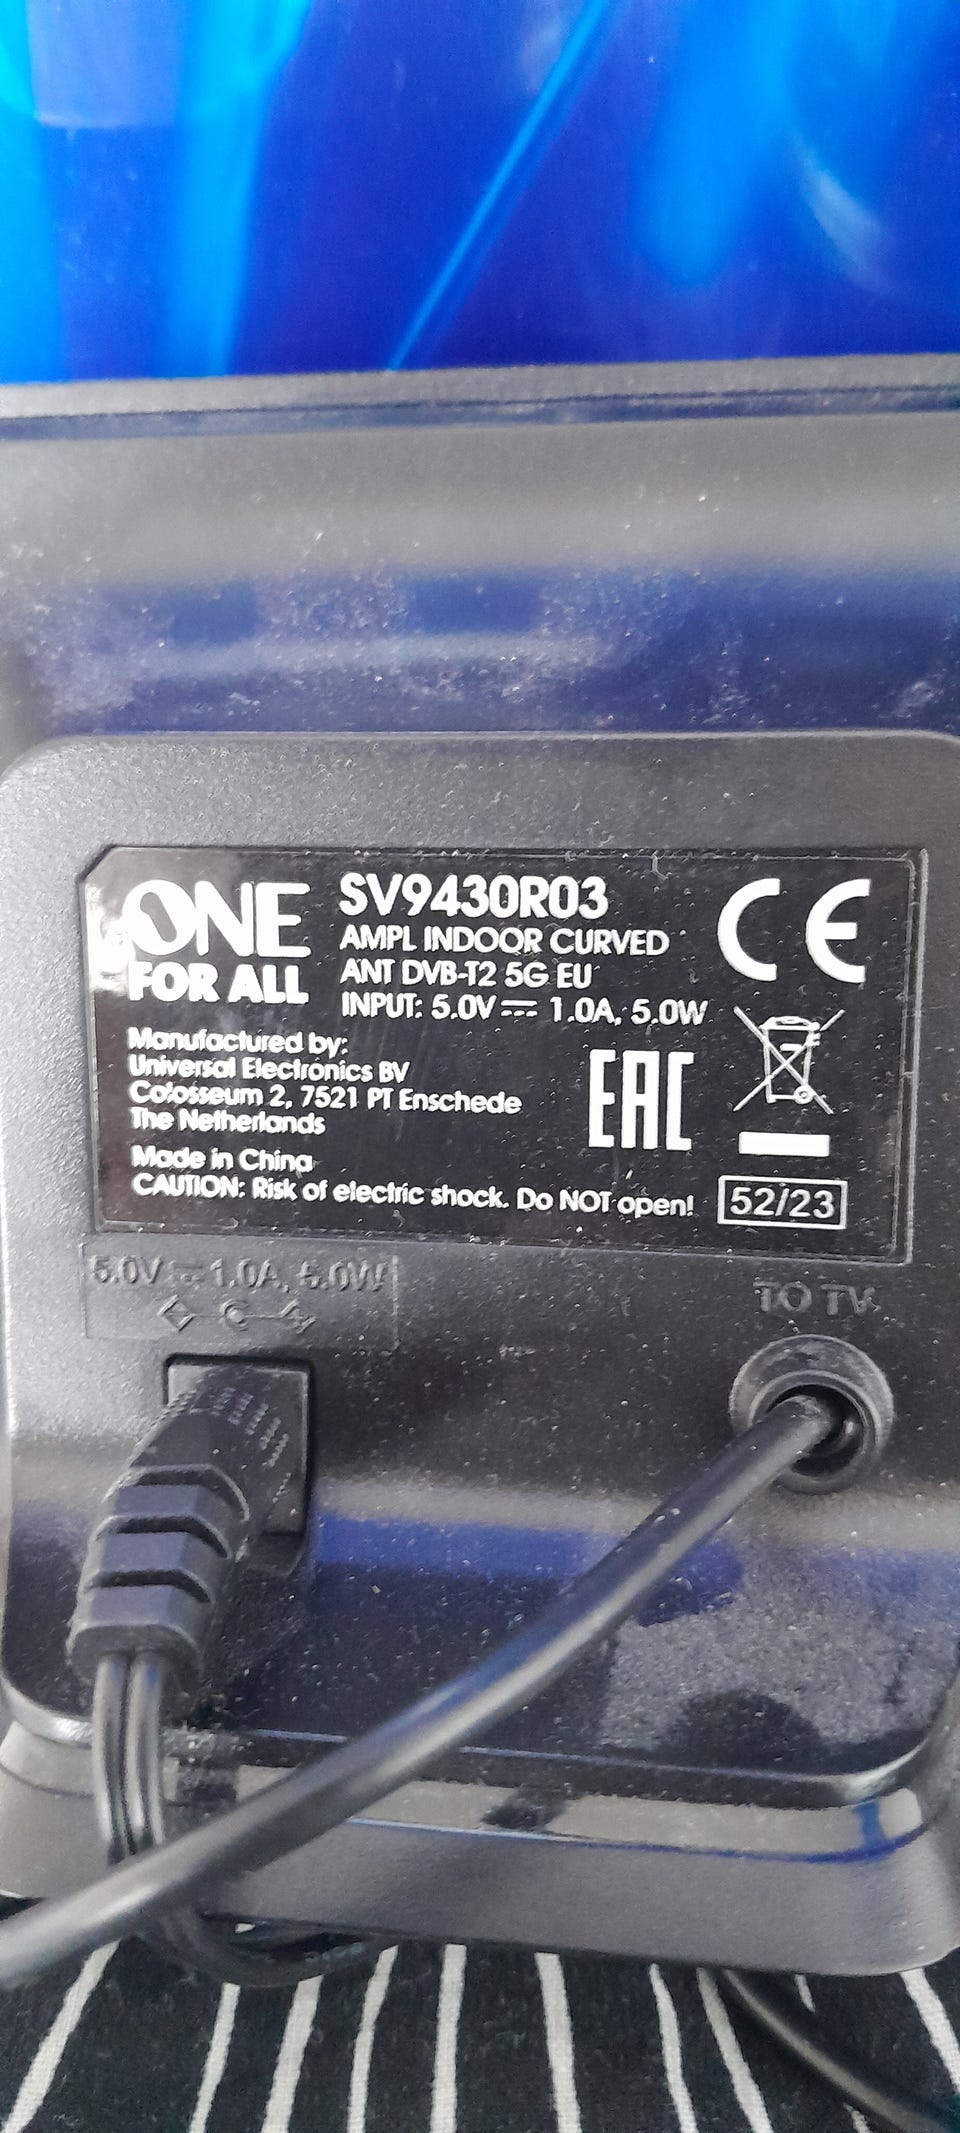 ONE
FOR ALL
SV9430R03
AMPL INDOOR CURVED
ANT DVB-T2 5G EU
INPUT: 5.0V ⎓ 1.0A, 5.0W
CE
Manufactured by:
Universal Electronics BV
Colosseum 2, 7521 PT Enschede
The Netherlands
EAC
Made in China
CAUTION: Risk of electric shock. Do NOT open!
52/23
5.0V ⎓ 1.0A, 5.0W
TO TV